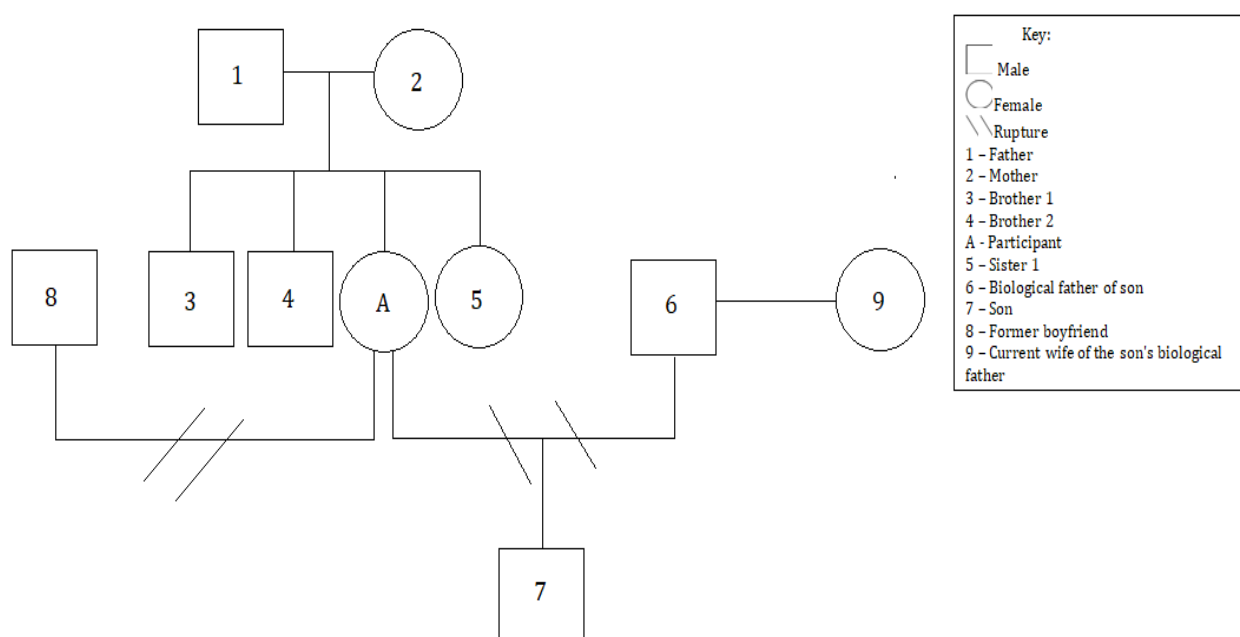 1
2
8
3
4
A
5
6
9
7
Key:
Male
Female
Rupture
1 – Father
2 – Mother
3 – Brother 1
4 – Brother 2
A - Participant
5 – Sister 1
6 – Biological father of son
7 – Son
8 – Former boyfriend
9 – Current wife of the son's biological
father